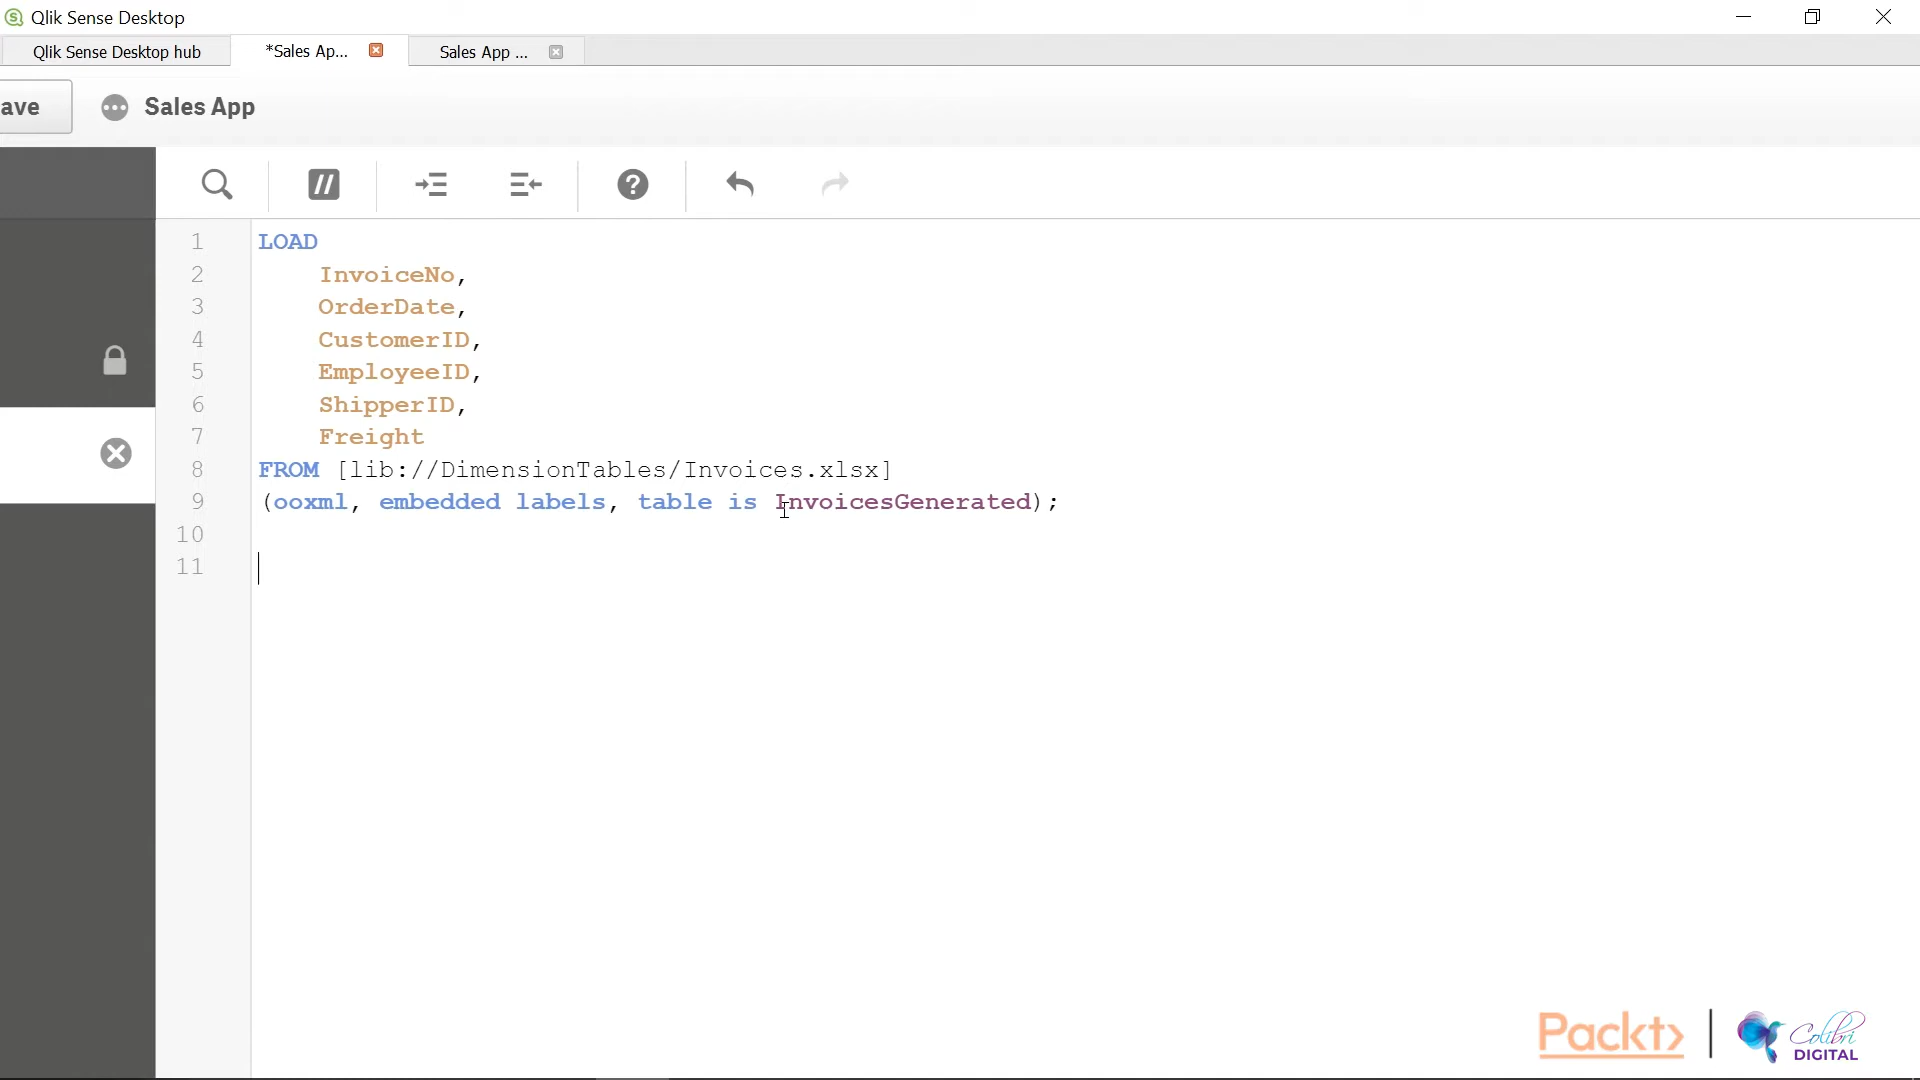 Qlik Sense Desktop
Qlik Sense Desktop hub
*Sales Ap...
Sales App ...
ave
Sales App
1 LOAD
2 InvoiceNo,
3 OrderDate,
4 CustomerID,
5 EmployeeID,
6 ShipperID,
7 Freight
8 FROM [lib://DimensionTables/Invoices.xlsx]
9 (ooxml, embedded labels, table is InvoicesGenerated);
10
11
Packt>
Colibri
DIGITAL